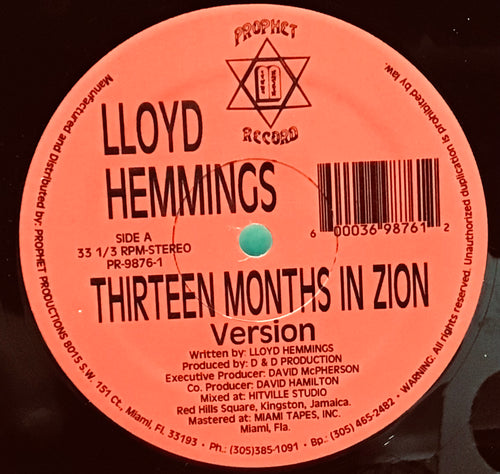 PROPHET
RECORD
LLOYD
HEMMINGS
SIDE A
33 1/3 RPM-STEREO
PR-9876-1
6 00036 98761 2
THIRTEEN MONTHS IN ZION
Version
Written by: LLOYD HEMMINGS
Produced by: D & D PRODUCTION
Executive Producer: DAVID McPHERSON
Co. Producer: DAVID HAMILTON
Mixed at: HITVILLE STUDIO
Red Hills Square, Kingston, Jamaica.
Mastered at: MIAMI TAPES, INC.
Miami, Fla.
Manufactured and Distributed by: PROPHET PRODUCTIONS 8015 S.W. 151 Ct., Miami, FL 33193 • Ph.: (305)385-1091 • Bp.: (305) 465-2482 • WARNING: All rights reserved. Unauthorized duplication is prohibited by law.